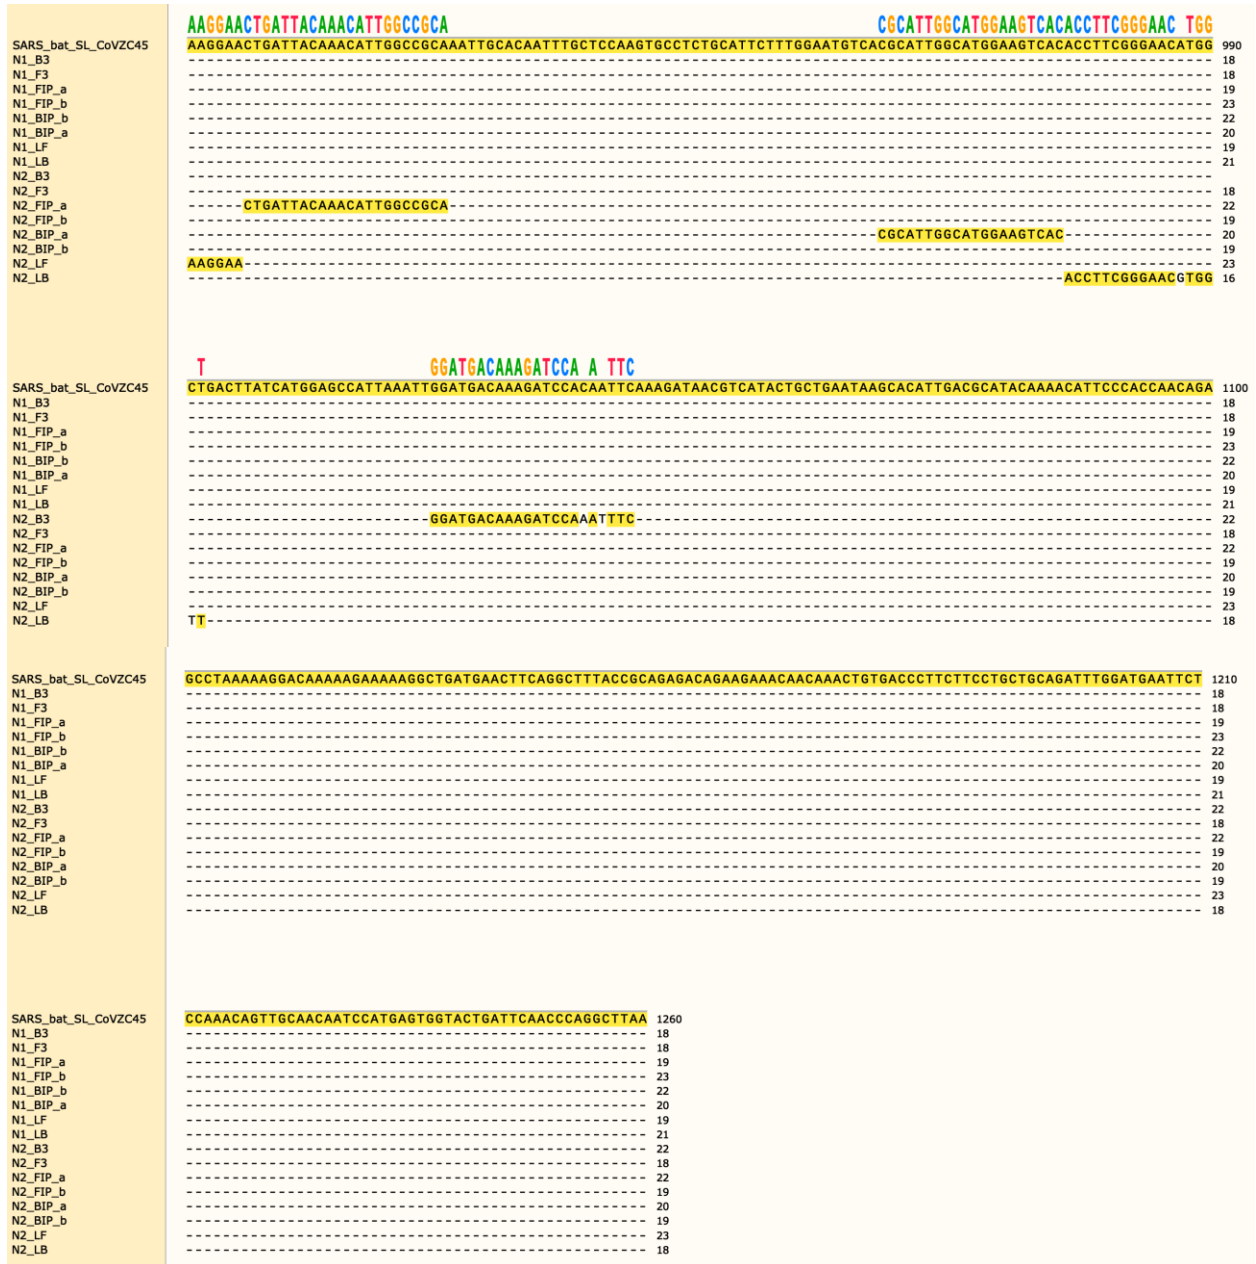 AAGGAACTGATTACAAACATTGGCCGCA CGCATTGGCATGGAAGTCACACCTTCGGGAAC TGG
SARS_bat_SL_CoVZC45 AAGGAACTGATTACAAACATTGGCCGCAAATTGCACAATTTGCTCCAAGTGCCTCTGCATTCTTTGGAATGTCACGCATTGGCATGGAAGTCACACCTTCGGGAACATGG 990
N1_B3 18
N1_F3 18
N1_FIP_a 19
N1_FIP_b 23
N1_BIP_b 22
N1_BIP_a 20
N1_LF 19
N1_LB 21
N2_B3
N2_F3 18
N2_FIP_a CTGATTACAAACATTGGCCGCA 22
N2_FIP_b 19
N2_BIP_a CGCATTGGCATGGAAGTCAC 20
N2_BIP_b 19
N2_LF AAGGAA 23
N2_LB ACCTTCGGGAACGTGG 16
T GGATGACAAAGATCCA A TTC
SARS_bat_SL_CoVZC45 CTGACTTATCATGGAGCCATTAAATTGGATGACAAAGATCCACAATTCAAAGATAACGTCATACTGCTGAATAAGCACATTGACGCATACAAAACATTCCCACCAACAGA 1100
N1_B3 18
N1_F3 18
N1_FIP_a 19
N1_FIP_b 23
N1_BIP_b 22
N1_BIP_a 20
N1_LF 19
N1_LB 21
N2_B3 GGATGACAAAGATCCAAATTTC 22
N2_F3 18
N2_FIP_a 22
N2_FIP_b 19
N2_BIP_a 20
N2_BIP_b 19
N2_LF 23
N2_LB TT 18
SARS_bat_SL_CoVZC45 GCCTAAAAAGGACAAAAAGAAAAAGGCTGATGAACTTCAGGCTTTACCGCAGAGACAGAAGAAACAACAAACTGTGACCCTTCTTCCTGCTGCAGATTTGGATGAATTCT 1210
N1_B3 18
N1_F3 18
N1_FIP_a 19
N1_FIP_b 23
N1_BIP_b 22
N1_BIP_a 20
N1_LF 19
N1_LB 21
N2_B3 22
N2_F3 18
N2_FIP_a 22
N2_FIP_b 19
N2_BIP_a 20
N2_BIP_b 19
N2_LF 23
N2_LB 18
SARS_bat_SL_CoVZC45 CCAAACAGTTGCAACAATCCATGAGTGGTACTGATTCAACCCAGGCTTAA 1260
N1_B3 18
N1_F3 18
N1_FIP_a 19
N1_FIP_b 23
N1_BIP_b 22
N1_BIP_a 20
N1_LF 19
N1_LB 21
N2_B3 22
N2_F3 18
N2_FIP_a 22
N2_FIP_b 19
N2_BIP_a 20
N2_BIP_b 19
N2_LF 23
N2_LB 18